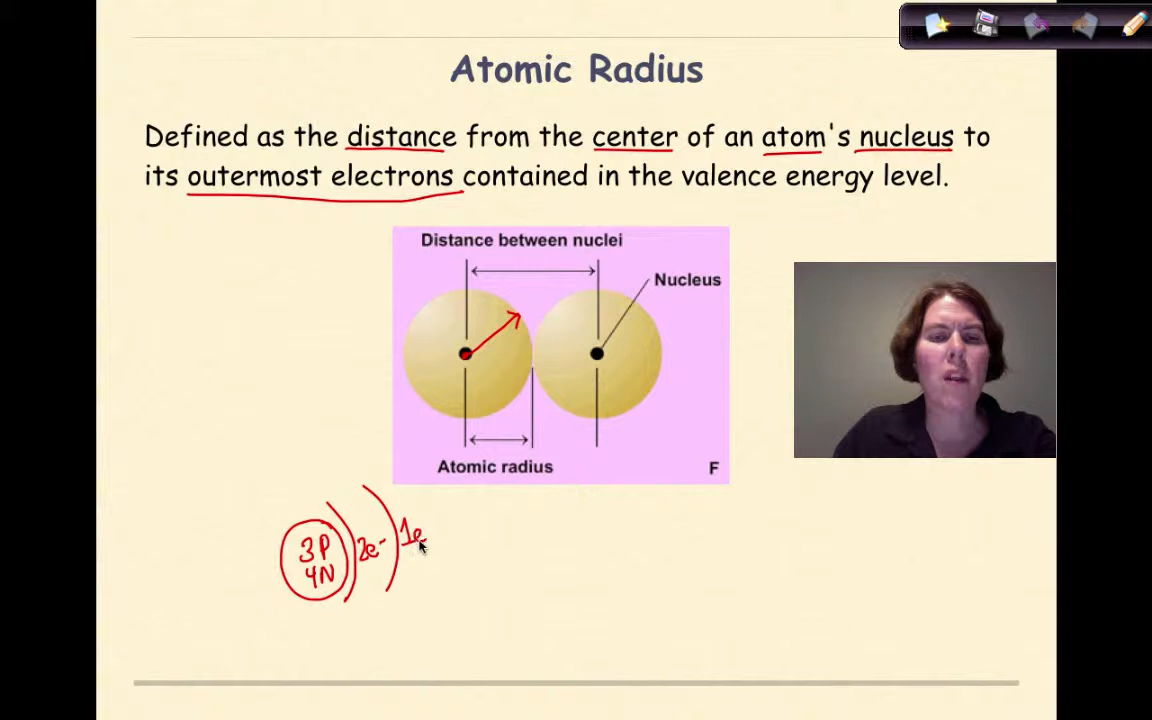 Atomic Radius
Defined as the distance from the center of an atom's nucleus to
its outermost electrons contained in the valence energy level.
Distance between nuclei
Nucleus
Atomic radius
F
3P
4N
2e-
1e-